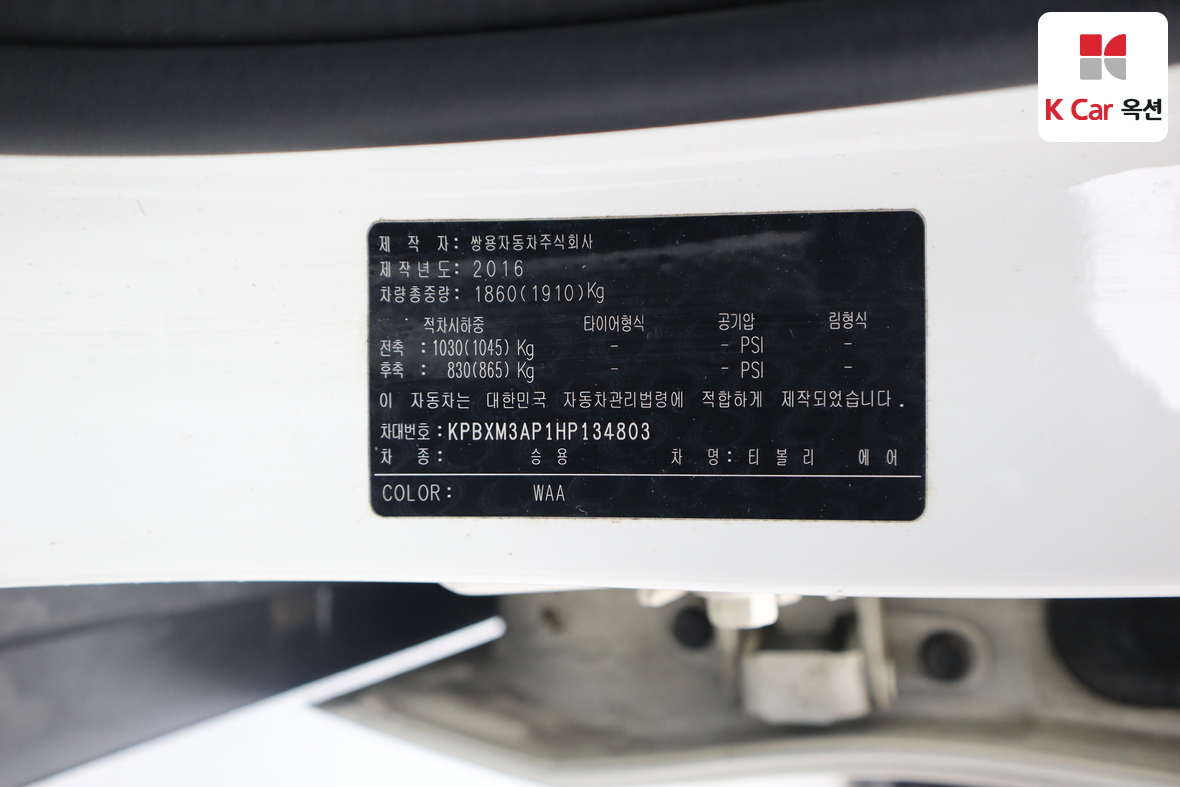 K Car 옥션
제 작 자: 쌍용자동차주식회사
제작년도: 2016
차량총중량: 1860(1910)Kg
적차시하중 타이어형식 공기압 림형식
전축 : 1030(1045) Kg - - PSI -
후축 : 830(865) Kg - - PSI -
이 자동차는 대한민국 자동차관리법령에 적합하게 제작되었습니다.
차대번호 : KPBXM3AP1HP134803
차 종: 승용 차 명: 티볼리 에어
COLOR: WAA